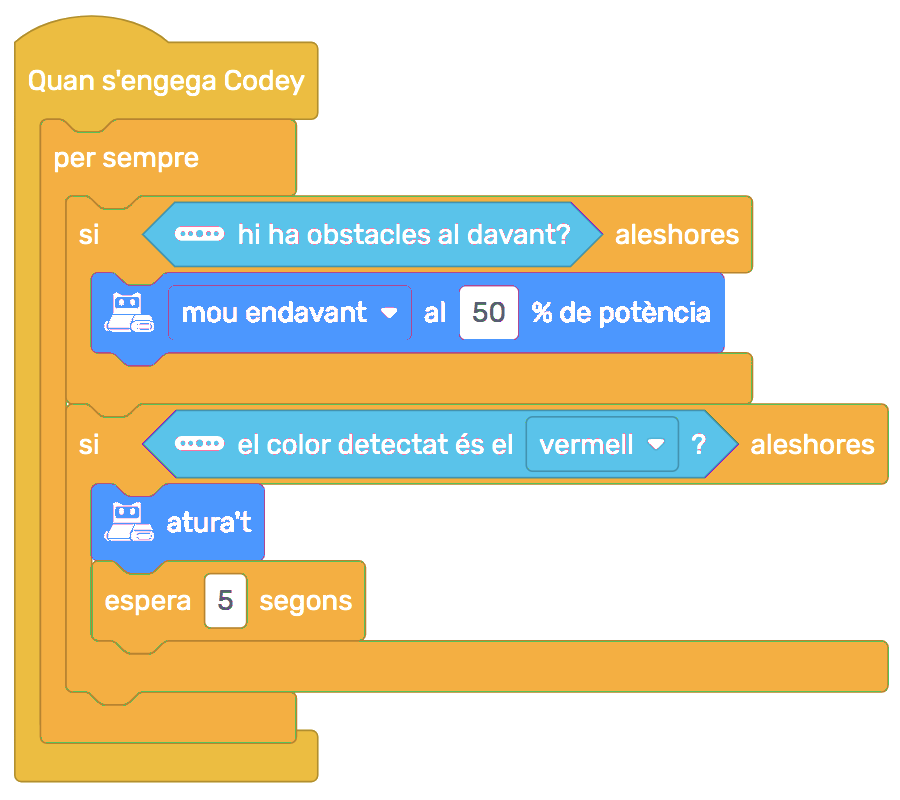 Quan s'engega Codey
per sempre
si hi ha obstacles al davant? aleshores
mou endavant al 50 % de potència
si el color detectat és el vermell ? aleshores
atura't
espera 5 segons